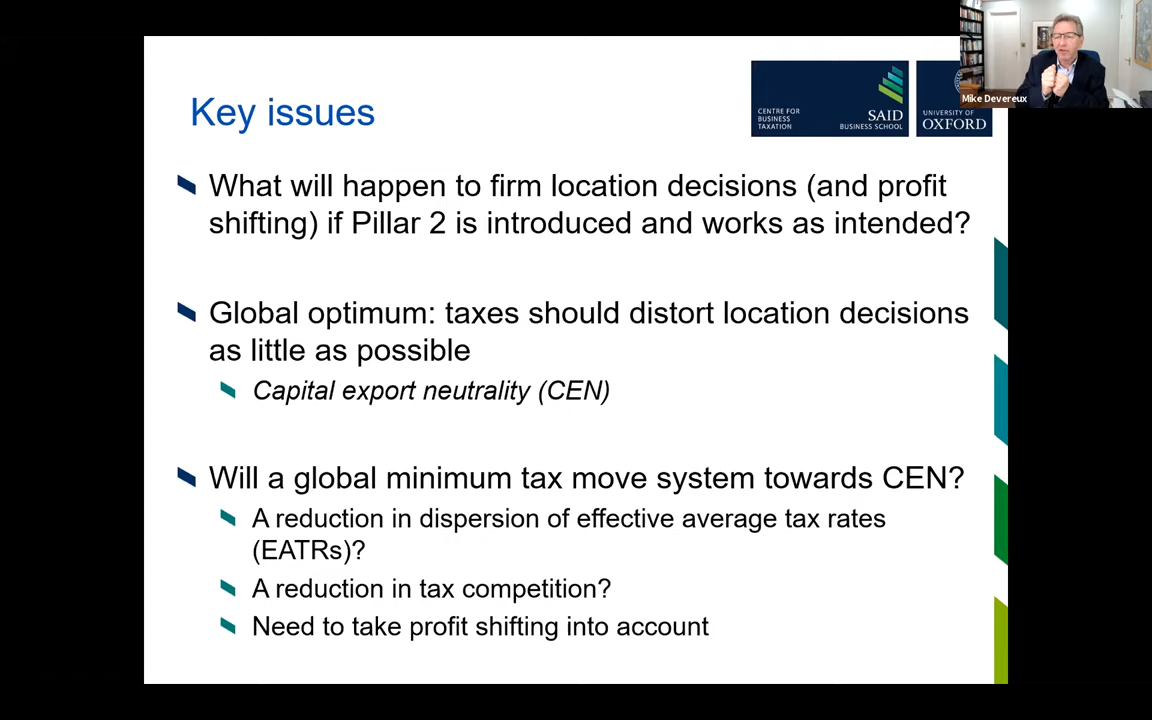 Key issues
CENTRE FOR
BUSINESS
TAXATION
SAID
BUSINESS SCHOOL
UNIVERSITY OF
OXFORD
Mike Devereux
What will happen to firm location decisions (and profit
shifting) if Pillar 2 is introduced and works as intended?
Global optimum: taxes should distort location decisions
as little as possible
Capital export neutrality (CEN)
Will a global minimum tax move system towards CEN?
A reduction in dispersion of effective average tax rates
(EATRs)?
A reduction in tax competition?
Need to take profit shifting into account